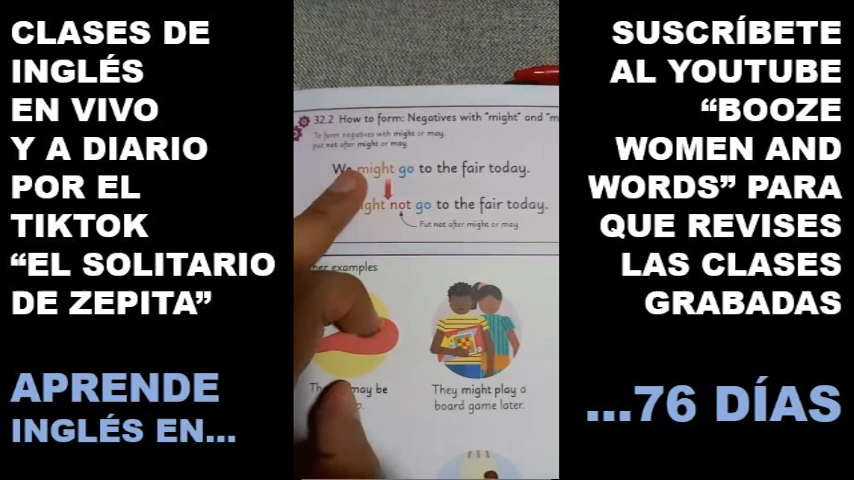 CLASES DE
INGLÉS
EN VIVO
Y A DIARIO
POR EL
TIKTOK
“EL SOLITARIO
DE ZEPITA”
APRENDE
INGLÉS EN...
32.2 How to form: Negatives with "might" and "m
To form negatives with might or may,
put not after might or may.
We might go to the fair today.
not go to the fair today.
Put not after might or may
examples
may be
They might play a
board game later.
SUSCRÍBETE
AL YOUTUBE
“BOOZE
WOMEN AND
WORDS” PARA
QUE REVISES
LAS CLASES
GRABADAS
...76 DÍAS